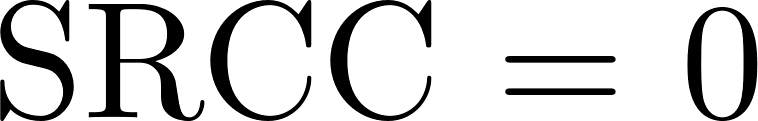 SRCC = 0